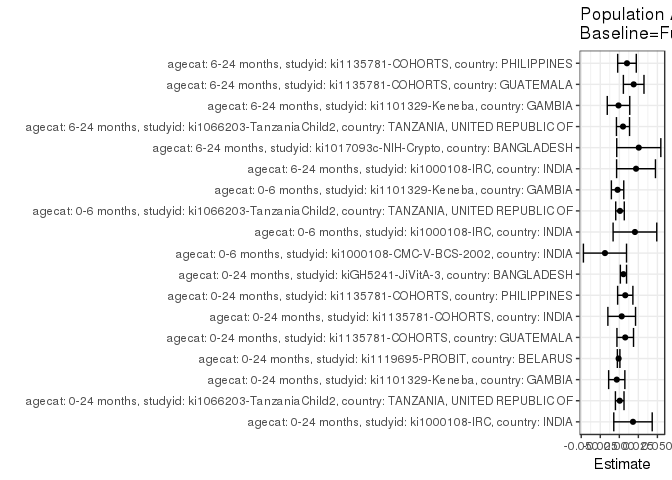 Population
Baseline=
agecat: 6-24 months, studyid: ki1135781-COHORTS, country: PHILIPPINES
agecat: 6-24 months, studyid: ki1135781-COHORTS, country: GUATEMALA
agecat: 6-24 months, studyid: ki1101329-Keneba, country: GAMBIA
agecat: 6-24 months, studyid: ki1066203-TanzaniaChild2, country: TANZANIA, UNITED REPUBLIC OF
agecat: 6-24 months, studyid: ki1017093c-NIH-Crypto, country: BANGLADESH
agecat: 6-24 months, studyid: ki1000108-IRC, country: INDIA
agecat: 0-6 months, studyid: ki1101329-Keneba, country: GAMBIA
agecat: 0-6 months, studyid: ki1066203-TanzaniaChild2, country: TANZANIA, UNITED REPUBLIC OF
agecat: 0-6 months, studyid: ki1000108-IRC, country: INDIA
agecat: 0-6 months, studyid: ki1000108-CMC-V-BCS-2002, country: INDIA
agecat: 0-24 months, studyid: kiGH5241-JiVitA-3, country: BANGLADESH
agecat: 0-24 months, studyid: ki1135781-COHORTS, country: PHILIPPINES
agecat: 0-24 months, studyid: ki1135781-COHORTS, country: INDIA
agecat: 0-24 months, studyid: ki1135781-COHORTS, country: GUATEMALA
agecat: 0-24 months, studyid: ki1119695-PROBIT, country: BELARUS
agecat: 0-24 months, studyid: ki1101329-Keneba, country: GAMBIA
agecat: 0-24 months, studyid: ki1066203-TanzaniaChild2, country: TANZANIA, UNITED REPUBLIC OF
agecat: 0-24 months, studyid: ki1000108-IRC, country: INDIA
-0.050 -0.025 0.000 0.025 0.050
Estimate